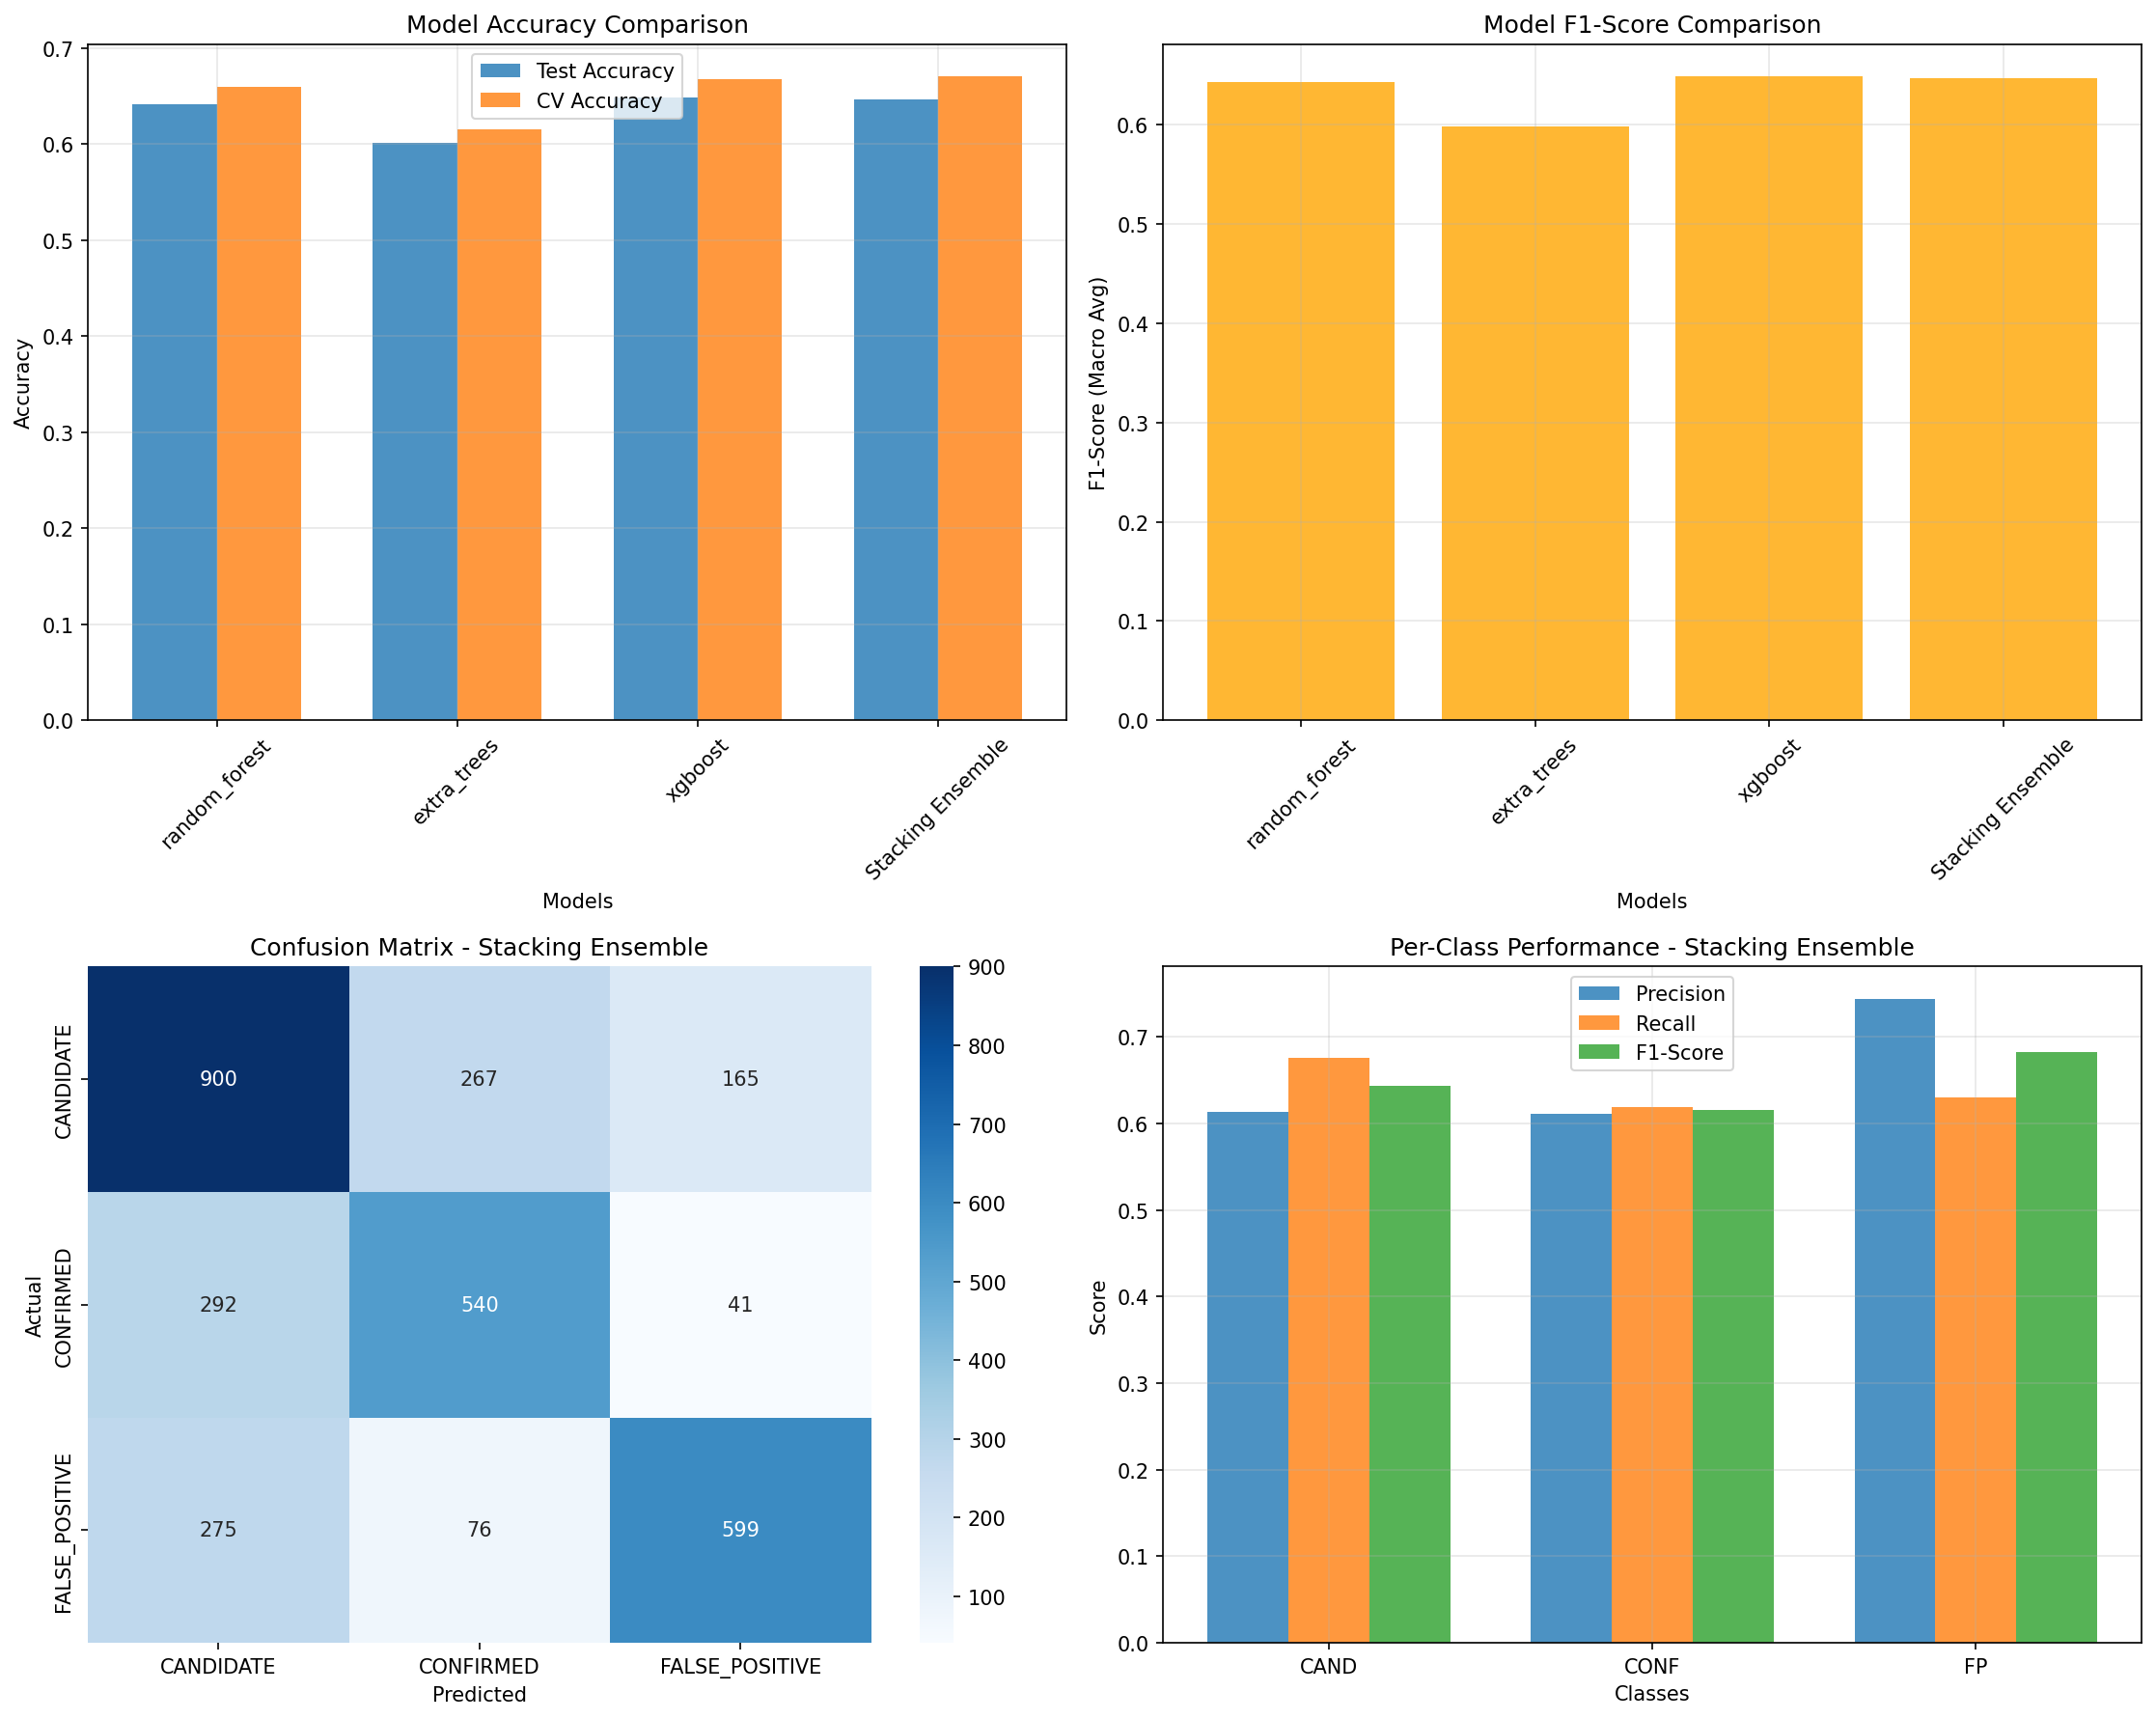 Model Accuracy Comparison
Test Accuracy
CV Accuracy
0.7
0.6
0.5
0.4
0.3
0.2
0.1
0.0
Accuracy
random_forest
extra_trees
xgboost
Stacking Ensemble
Models
Model F1-Score Comparison
0.6
0.5
0.4
0.3
0.2
0.1
0.0
F1-Score (Macro Avg)
random_forest
extra_trees
xgboost
Stacking Ensemble
Models
Confusion Matrix - Stacking Ensemble
Actual
CANDIDATE
CONFIRMED
FALSE_POSITIVE
900 267 165
292 540 41
275 76 599
CANDIDATE CONFIRMED FALSE_POSITIVE
Predicted
900
800
700
600
500
400
300
200
100
Per-Class Performance - Stacking Ensemble
Precision
Recall
F1-Score
0.7
0.6
0.5
0.4
0.3
0.2
0.1
0.0
Score
CAND CONF FP
Classes